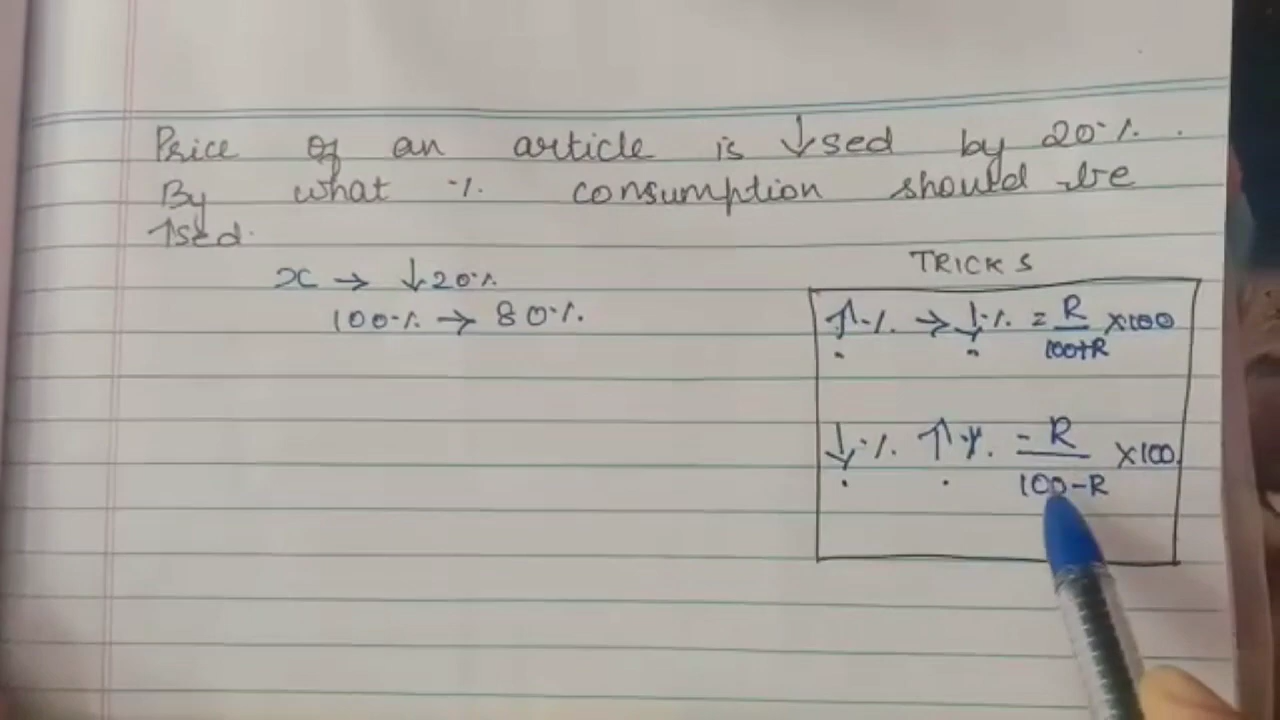 Price of an article is ↓sed by 20%.
By what % consumption should be
↑sed.
x → ↓20%
100% → 80%
TRICKS
↑% → ↓% = R/100+R ×100
↓% ↑% = R/100-R ×100